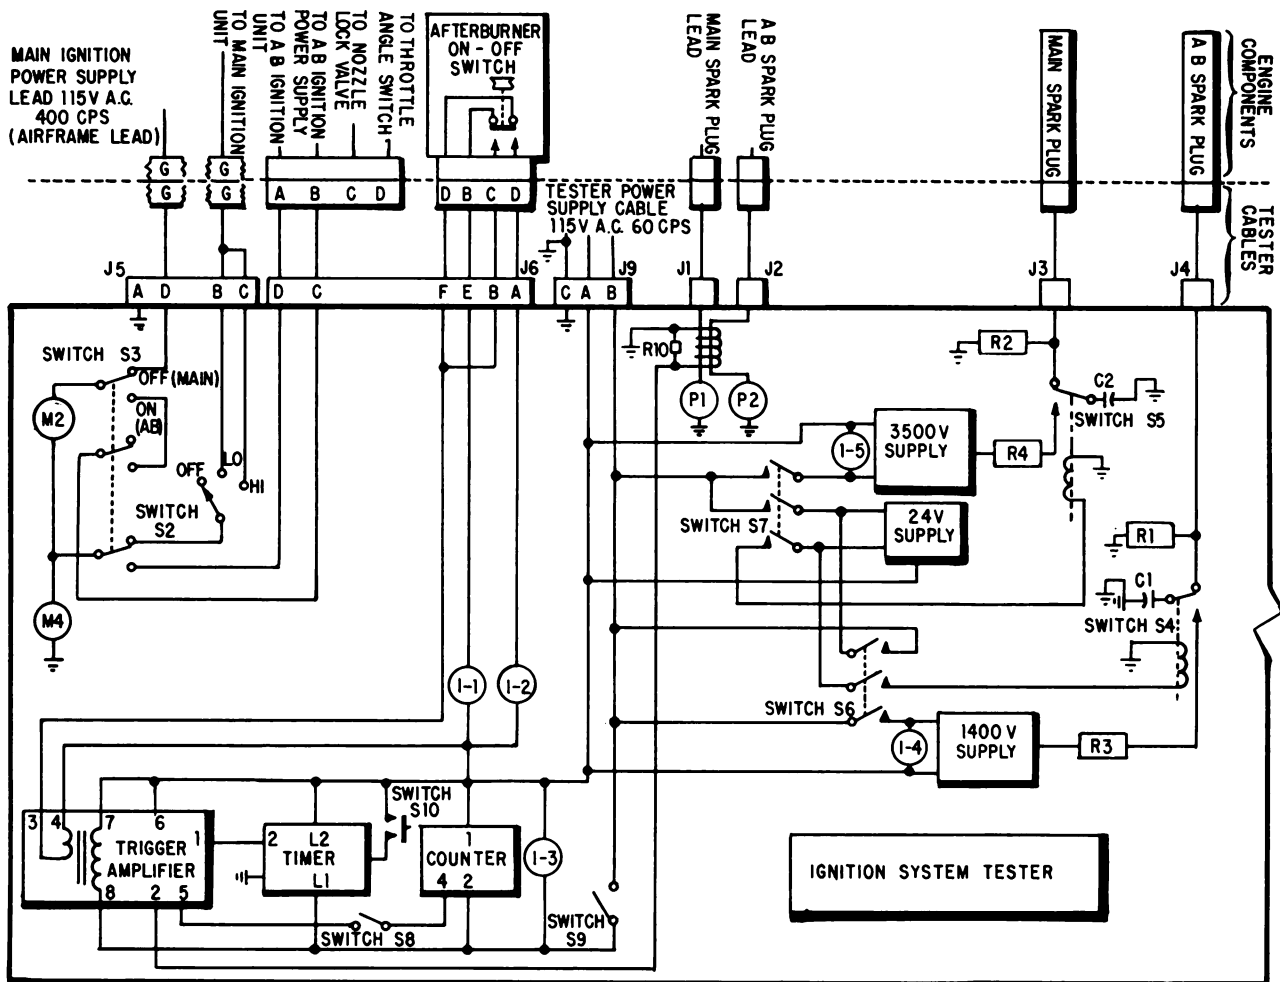 MAIN IGNITION
POWER SUPPLY
LEAD 115V A.C.
400 CPS
(AIRFRAME LEAD)
TO MAIN IGNITION
UNIT
TO A B IGNITION
UNIT
TO A B IGNITION
POWER SUPPLY
TO NOZZLE
LOCK VALVE
TO THROTTLE
ANGLE SWITCH
AFTERBURNER
ON - OFF
SWITCH
MAIN SPARK PLUG
LEAD
A B SPARK PLUG
LEAD
MAIN SPARK PLUG
A B SPARK PLUG
ENGINE
COMPONENTS
TESTER
CABLES
G G
G G A B C D D B C D
TESTER POWER
SUPPLY CABLE
115V A.C. 60 CPS
J5 J6 J9 J1 J2 J3 J4
A D B C D C F E B A C A B
SWITCH S3
OFF (MAIN)
ON
(AB)
M2
OFF
LO
HI
SWITCH
S2
M4
R10
P1 P2
R2
C2
SWITCH S5
3500 V
SUPPLY
1-5
R4
SWITCH S7
24V
SUPPLY
R1
C1
SWITCH S4
SWITCH S6
1-1 1-2
1-4
1400 V
SUPPLY
R3
SWITCH
S10
3 4 7 6 1
TRIGGER
AMPLIFIER
8 2 5
2 L2
TIMER
L1
1
COUNTER
4 2
1-3
SWITCH S8
SWITCH
S9
IGNITION SYSTEM TESTER